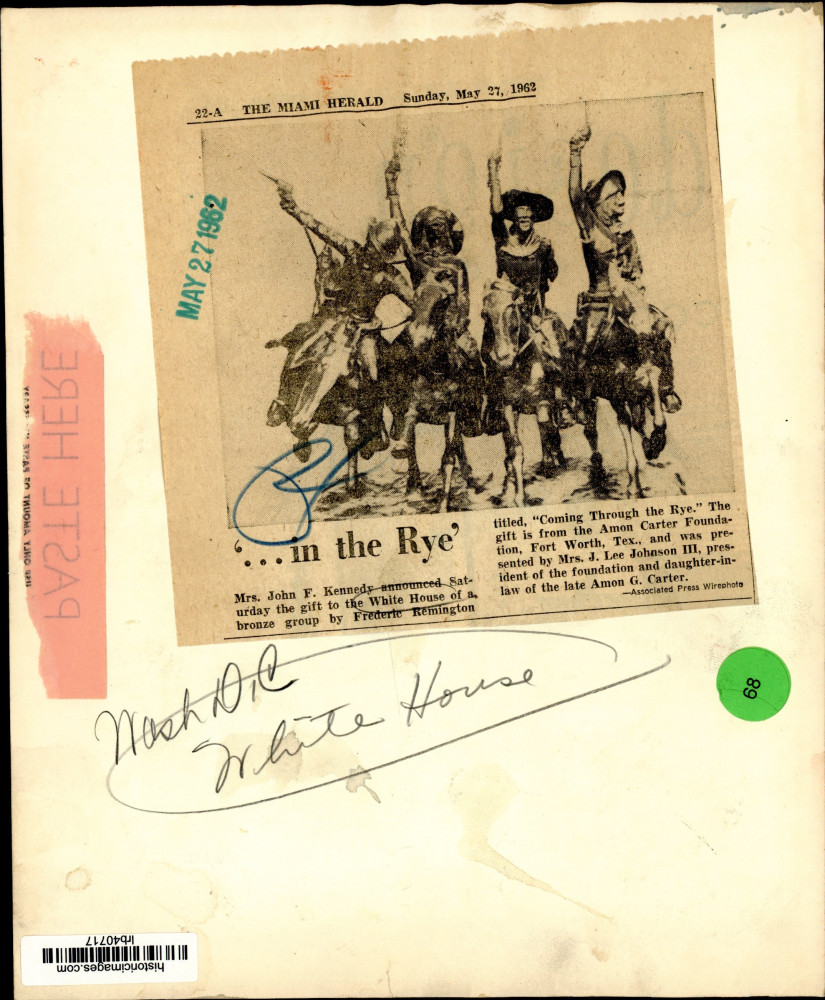 22-A THE MIAMI HERALD Sunday, May 27, 1962
MAY 27 1962
'. . . in the Rye'
Mrs. John F. Kennedy announced Sat-
urday the gift to the White House of a
bronze group by Frederic Remington
titled, "Coming Through the Rye." The
gift is from the Amon Carter Founda-
tion, Fort Worth, Tex., and was pre-
sented by Mrs. J. Lee Johnson III, pres-
ident of the foundation and daughter-in-
law of the late Amon G. Carter.
—Associated Press Wirephoto
PASTE HERE
Wash D.C
White House
68
historicimages.com
lrb40717